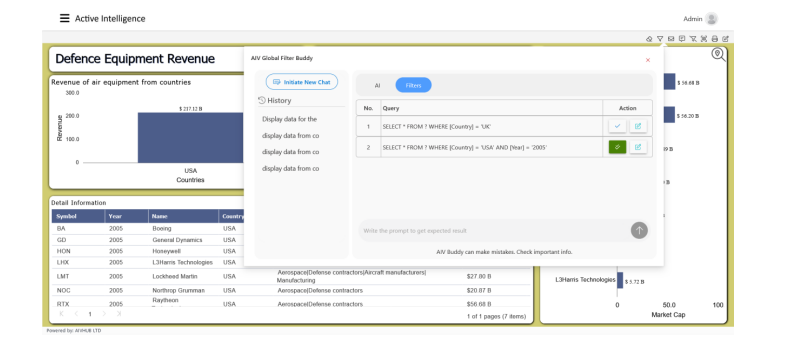 Active Intelligence
Admin
Defence Equipment Revenue
Revenue of air equipment from countries
300.0
$ 217.12 B
200.0
Revenue
100.0
0
USA
Countries
AIV Global Filter Buddy
×
Initiate New Chat
History
Display data for the
display data from co
display data from co
display data from co
AI
Filters
No.
Query
Action
1
SELECT * FROM ? WHERE [Country] = 'UK'
2
SELECT * FROM ? WHERE [Country] = 'USA' AND [Year] = '2005'
Write the prompt to get expected result
AIV Buddy can make mistakes. Check important info.
$ 56.68 B
$ 56.20 B
B
L3Harris Technologies
$ 5.72 B
0
50.0
100
Market Cap
Detail Information
Symbol Year Name Country
BA 2005 Boeing USA
GD 2005 General Dynamics USA
HON 2005 Honeywell USA
LHX 2005 L3Harris Technologies USA
Aerospace|Defense contractors|Aircraft manufacturers|
LMT 2005 Lockheed Martin USA $27.80 B
Manufacturing
NOC 2005 Northrop Grumman USA Aerospace|Defense contractors $20.87 B
RTX 2005 Raytheon USA Aerospace|Defense contractors $56.68 B
1
1 of 1 pages (7 items)
Powered by: AIVHUB LTD